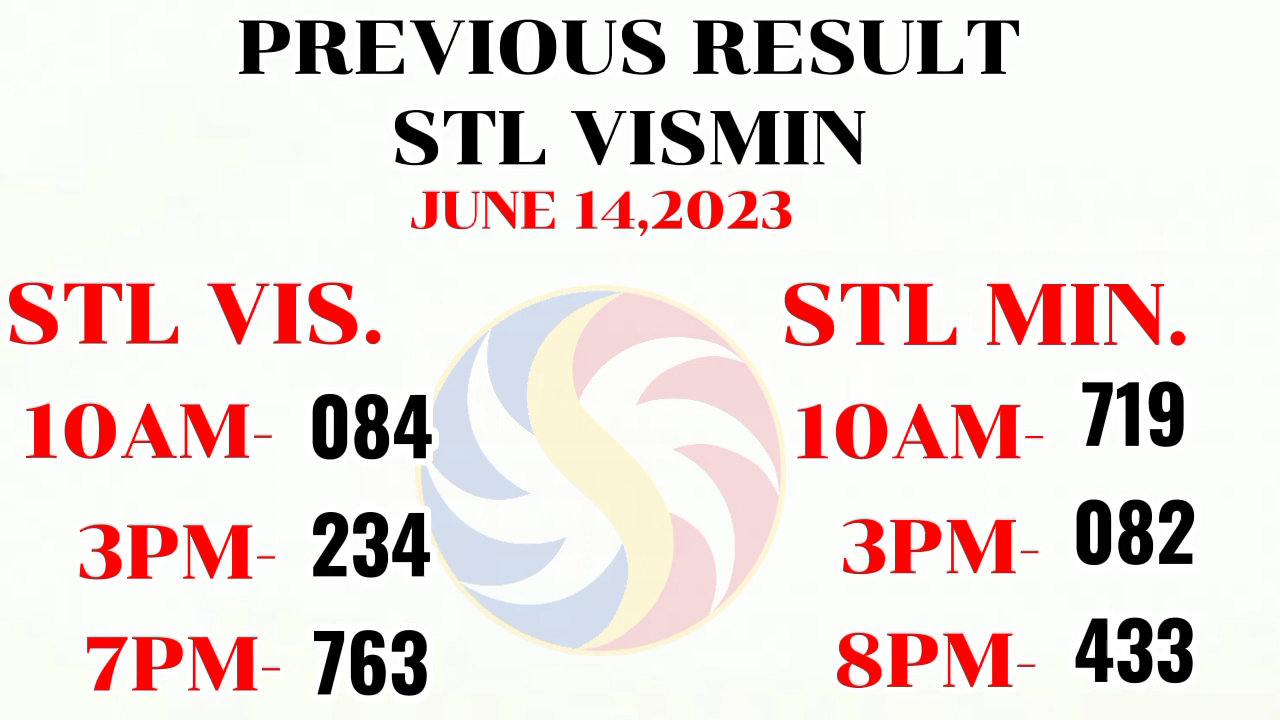 PREVIOUS RESULT
STL VISMIN
JUNE 14,2023
STL VIS.
10AM- 084
3PM- 234
7PM- 763
STL MIN.
10AM- 719
3PM- 082
8PM- 433